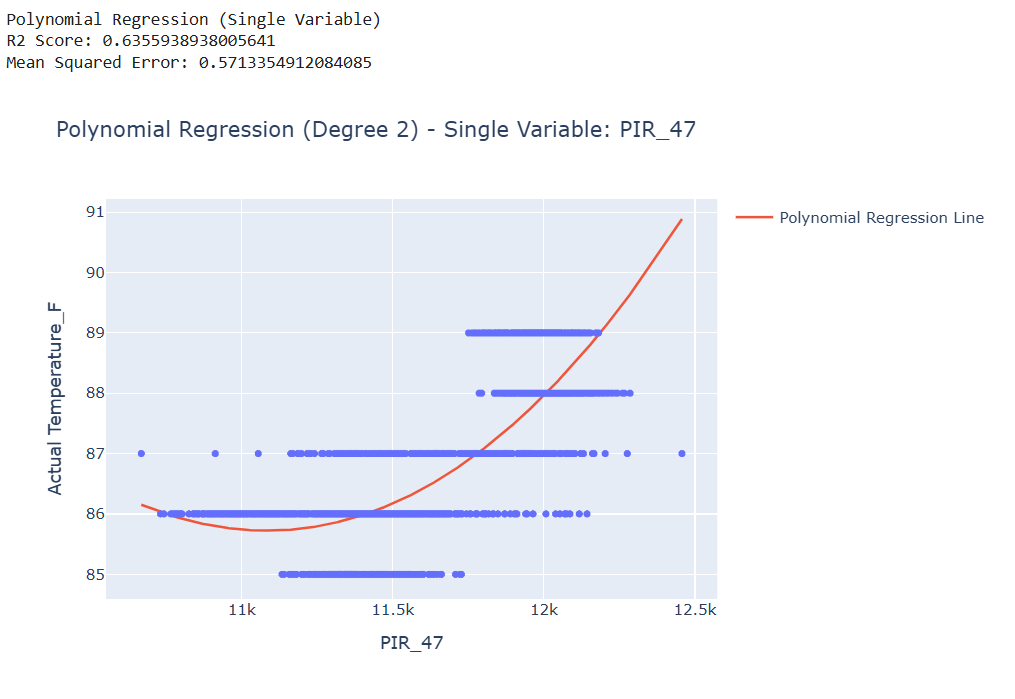 Polynomial Regression (Single Variable)
R2 Score: 0.6355938938005641
Mean Squared Error: 0.5713354912084085
Polynomial Regression (Degree 2) - Single Variable: PIR_47
Polynomial Regression Line
Actual Temperature_F
91
90
89
88
87
86
85
11k 11.5k 12k 12.5k
PIR_47